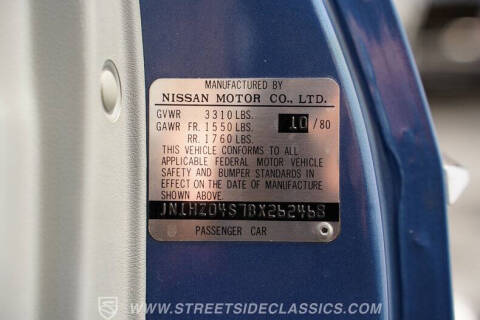 MANUFACTURED BY
NISSAN MOTOR CO., LTD.
GVWR 3310 LBS.
GAWR FR. 1550 LBS. 10 / 80
RR. 1760 LBS.
THIS VEHICLE CONFORMS TO ALL
APPLICABLE FEDERAL MOTOR VEHICLE
SAFETY AND BUMPER STANDARDS IN
EFFECT ON THE DATE OF MANUFACTURE
SHOWN ABOVE.
JN1HZ04S7BX262468
PASSENGER CAR
WWW.STREETSIDECLASSICS.COM